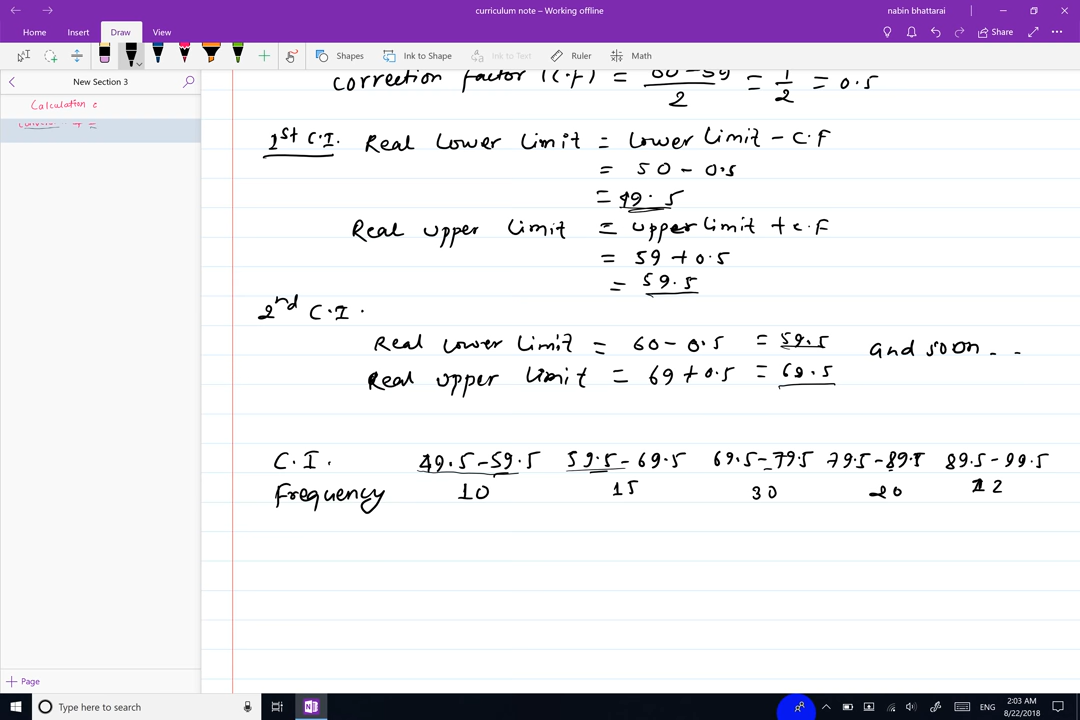 curriculum note – Working offline
nabin bhattarai
Home Insert Draw View
Share
Shapes Ink to Shape Ink to Text Ruler Math
New Section 3
Calculation
correction factor (C.F) = 60 - 59 / 2 = 1/2 = 0.5
1st C.I. Real Lower Limit = Lower Limit - C.F
= 50 - 0.5
= 49.5
Real upper Limit = upper Limit + C.F
= 59 + 0.5
= 59.5
2nd C.I.
Real Lower Limit = 60 - 0.5 = 59.5
and soon...
Real upper limit = 69 + 0.5 = 69.5
C.I. 49.5-59.5 59.5-69.5 69.5-79.5 79.5-89.5 89.5-99.5
Frequency 10 15 30 20 12
+ Page
Type here to search
ENG
2:03 AM
8/22/2018